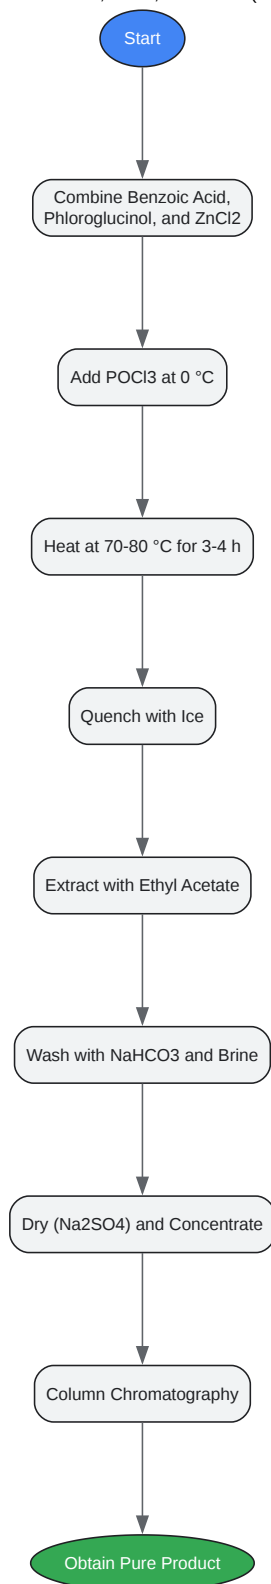 Start
Combine Benzoic Acid,
Phloroglucinol, and ZnCl2
Add POCl3 at 0 °C
Heat at 70-80 °C for 3-4 h
Quench with Ice
Extract with Ethyl Acetate
Wash with NaHCO3 and Brine
Dry (Na2SO4) and Concentrate
Column Chromatography
Obtain Pure Product